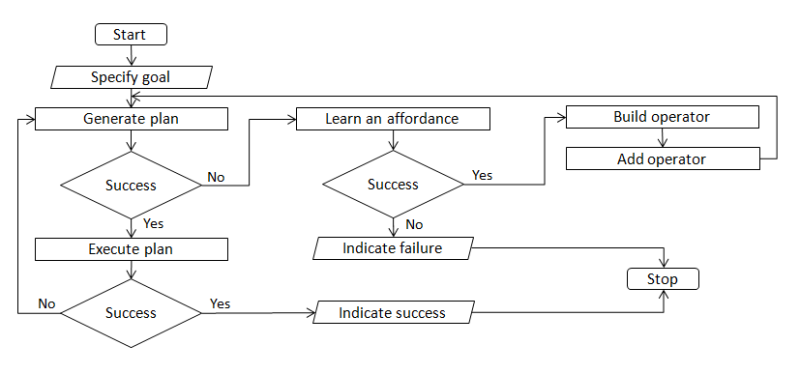 Start
Specify goal
Generate plan
Learn an affordance
Build operator
Add operator
Success
No
Success
Yes
Yes
No
Execute plan
Indicate failure
Stop
No
Success
Yes
Indicate success